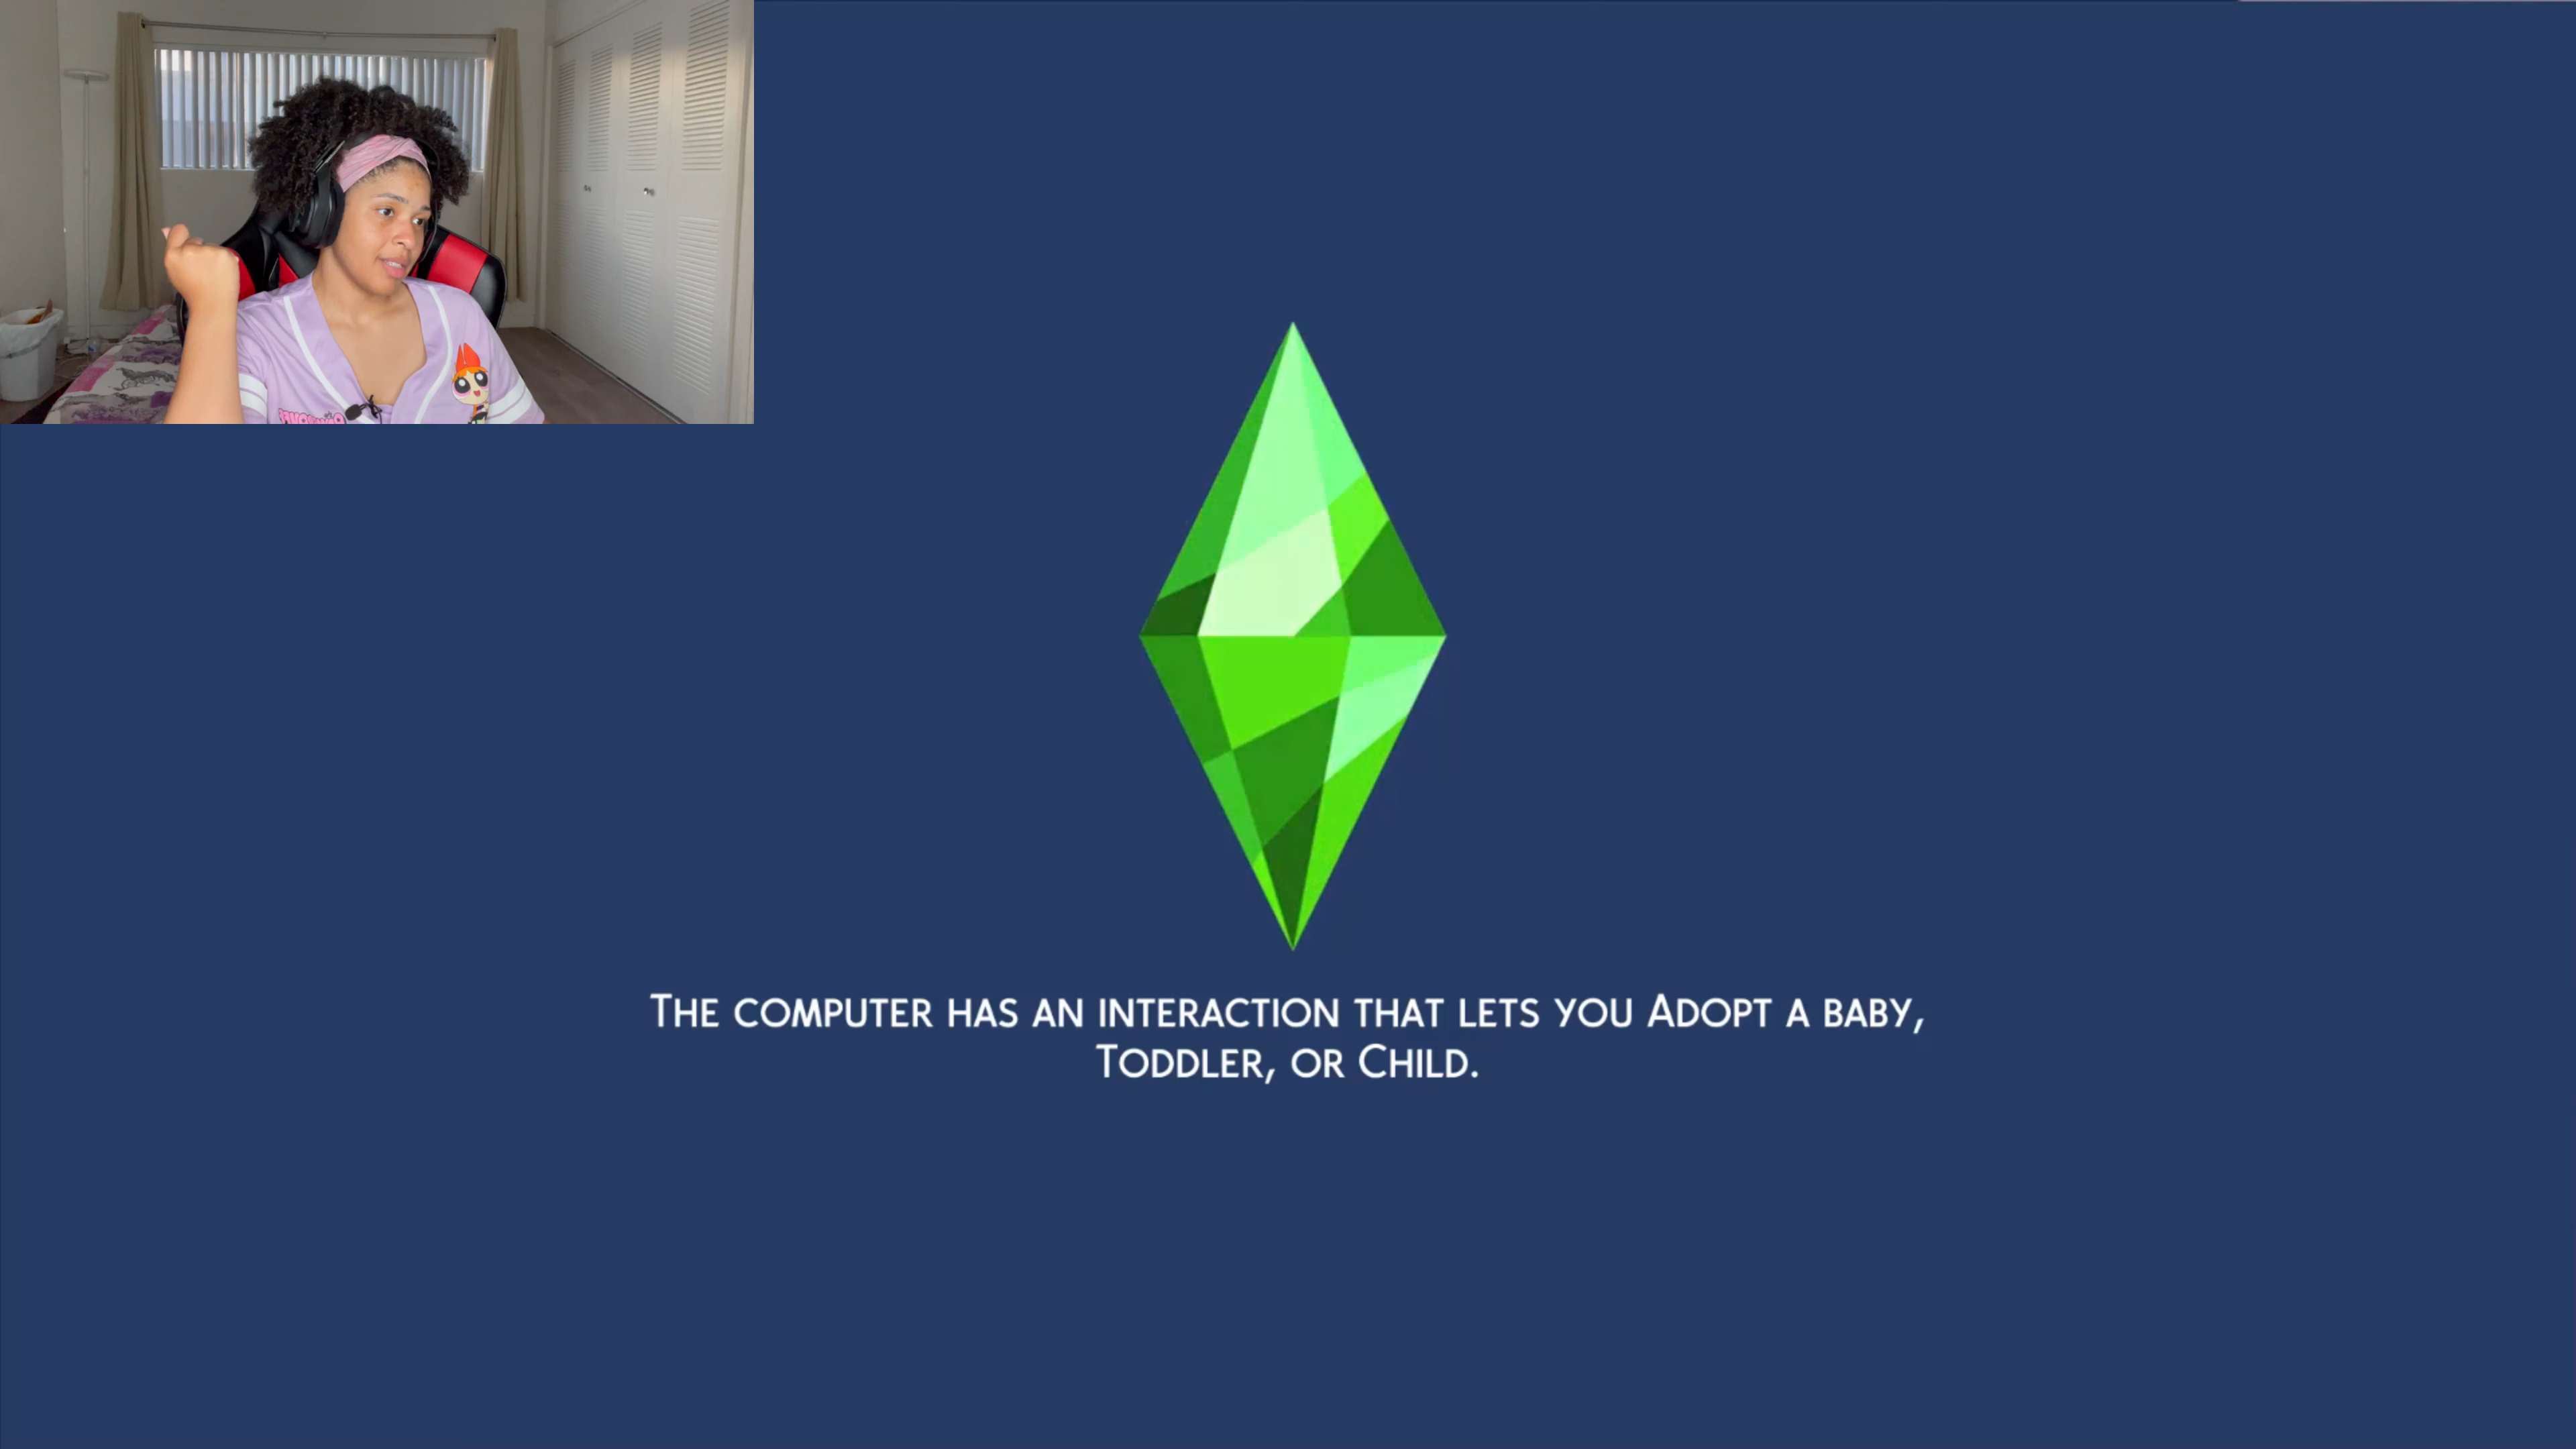 The computer has an interaction that lets you Adopt a baby,
Toddler, or Child.